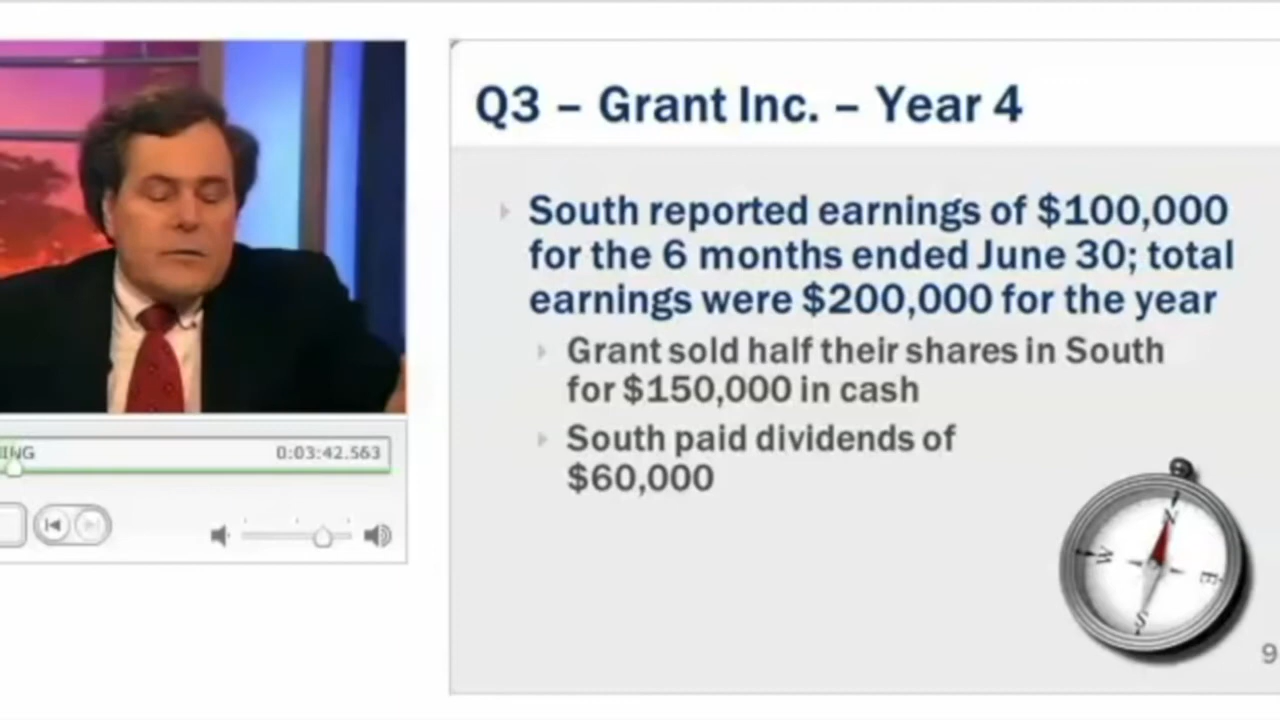 Q3 – Grant Inc. – Year 4
South reported earnings of $100,000
for the 6 months ended June 30; total
earnings were $200,000 for the year
Grant sold half their shares in South
for $150,000 in cash
South paid dividends of
$60,000
ING
0:03:42.563
N
W
E
S
9